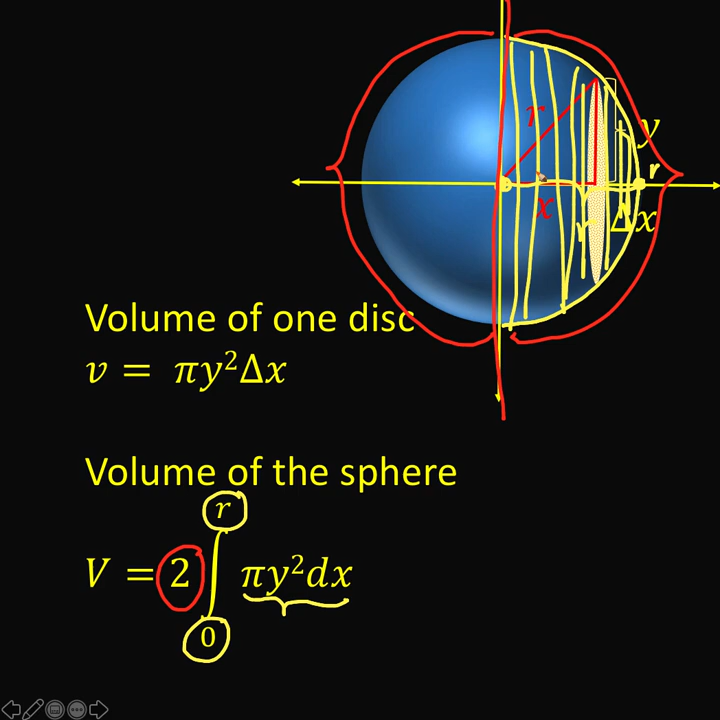 r
y
r
x
r
Δx
Volume of one disc
v = πy²Δx
Volume of the sphere
r
V = 2 ∫ πy²dx
0